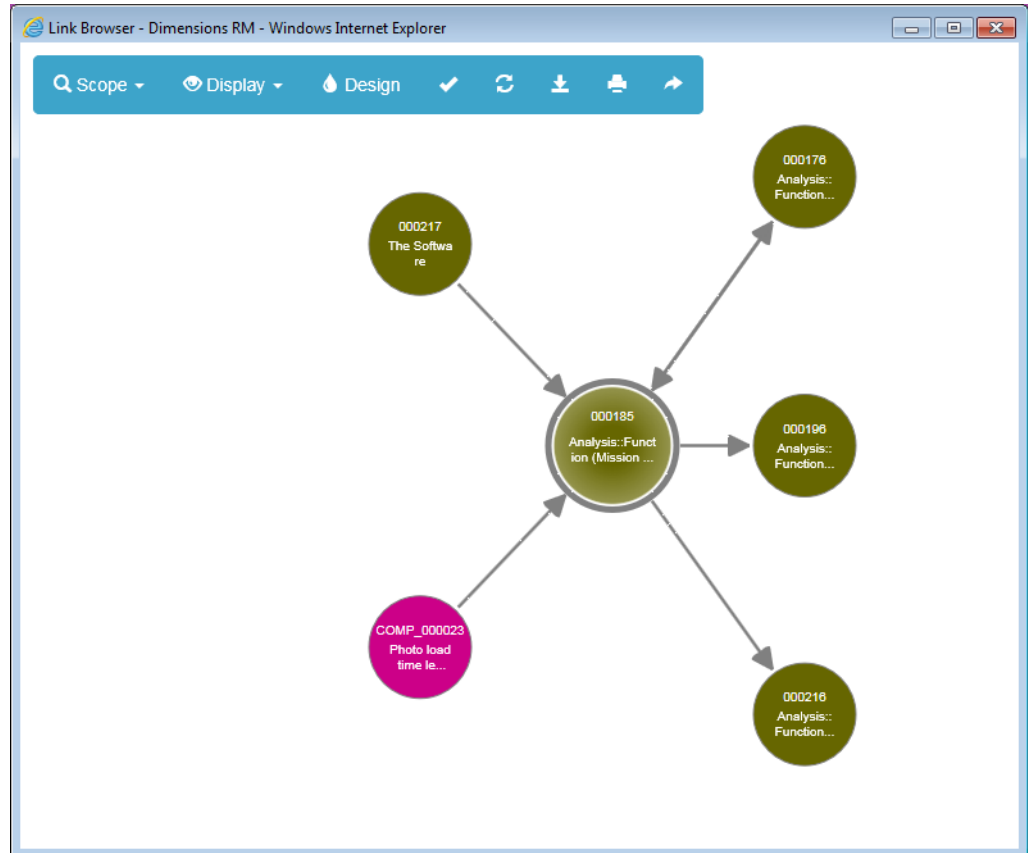 Link Browser - Dimensions RM - Windows Internet Explorer
Scope Display Design
000176
Analysis::
Function...
000217
The Softwa
re
000185
Analysis::Funct
ion (Mission ...
000196
Analysis::
Function...
COMP_000023
Photo load
time le...
000216
Analysis::
Function...